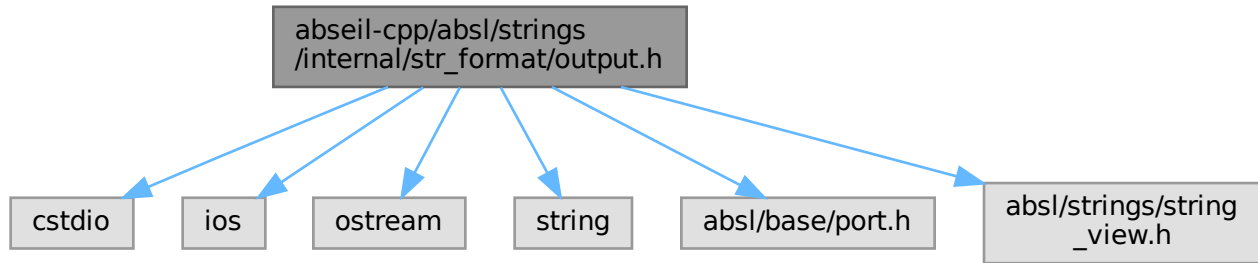 abseil-cpp/absl/strings
/internal/str_format/output.h
cstdio
ios
ostream
string
absl/base/port.h
absl/strings/string
_view.h